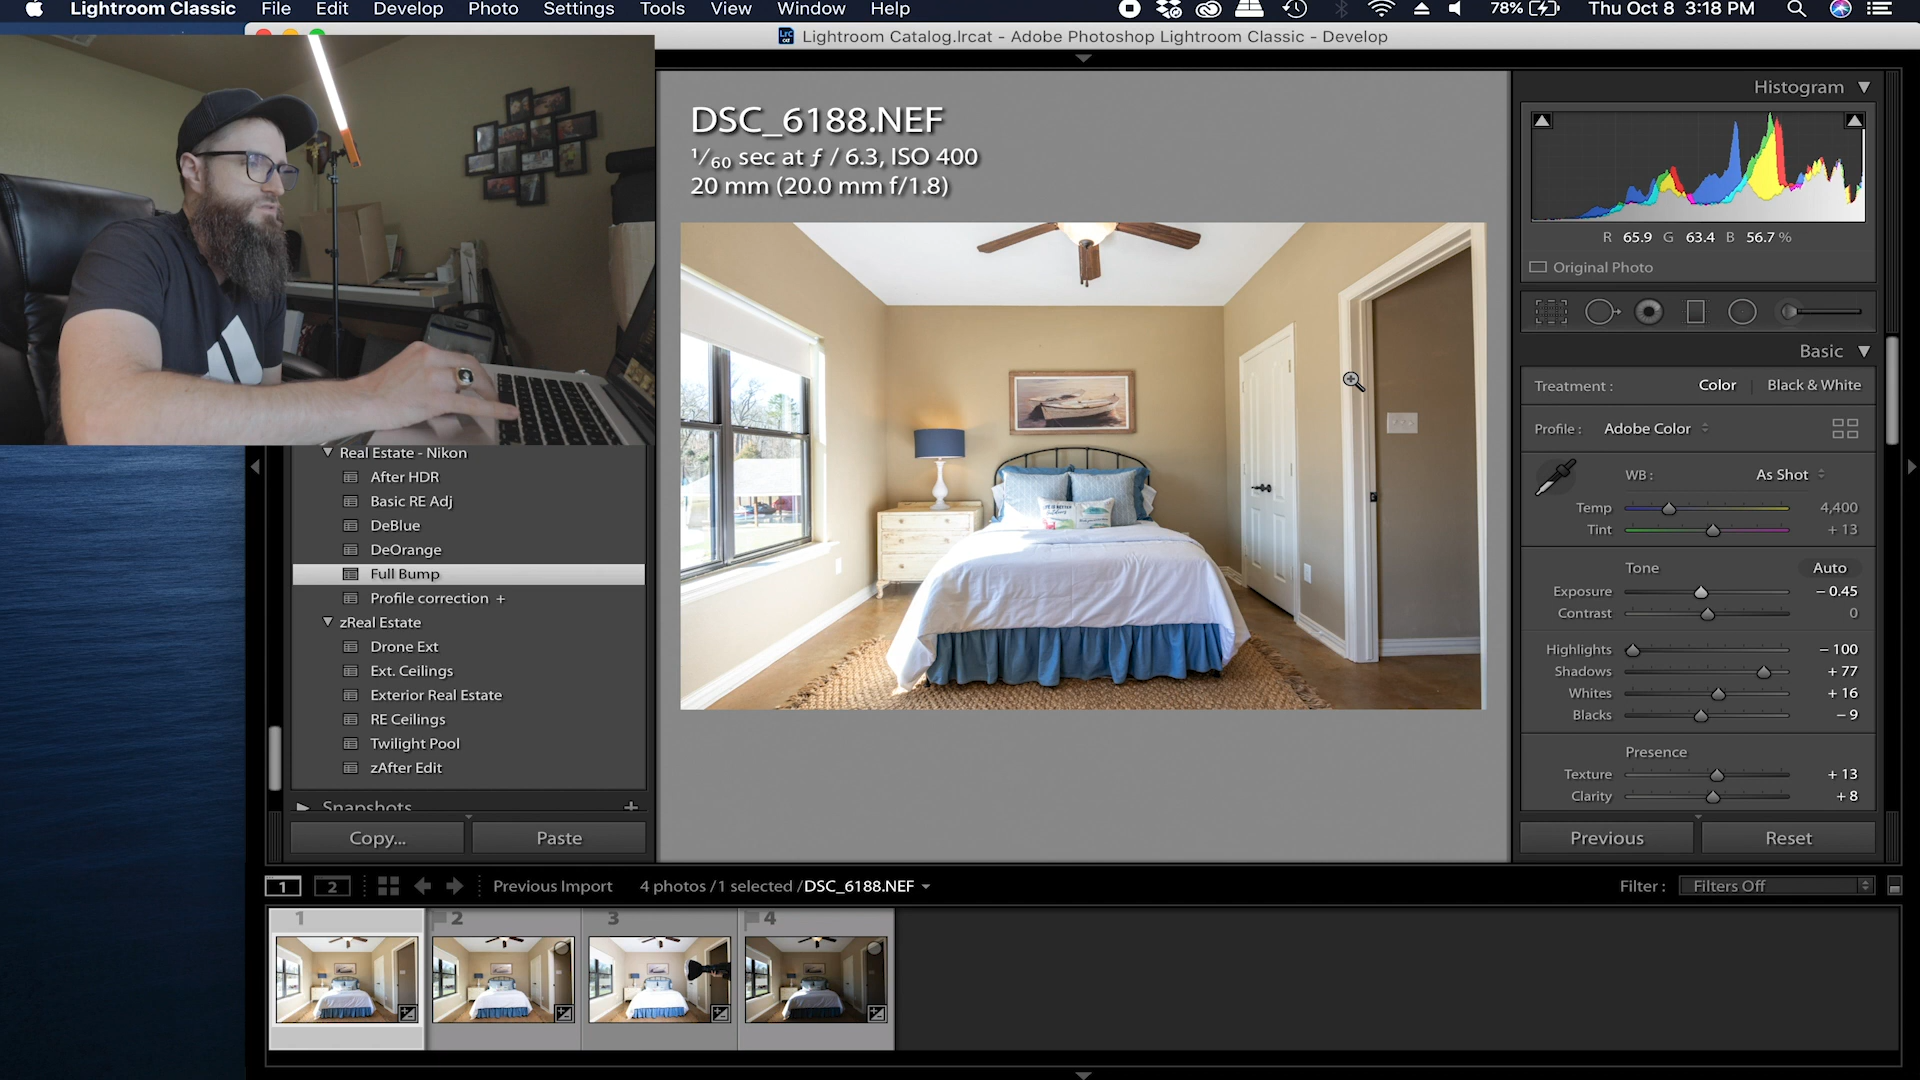 Lightroom Classic File Edit Develop Photo Settings Tools View Window Help 78% Thu Oct 8 3:18 PM
Lightroom Catalog.lrcat - Adobe Photoshop Lightroom Classic - Develop
DSC_6188.NEF
1/60 sec at ƒ / 6.3, ISO 400
20 mm (20.0 mm f/1.8)
Histogram
R 65.9 G 63.4 B 56.7 %
Original Photo
Basic
Treatment : Color Black & White
Profile : Adobe Color
WB : As Shot
Temp 4,400
Tint + 13
Tone Auto
Exposure − 0.45
Contrast 0
Highlights − 100
Shadows + 77
Whites + 16
Blacks − 9
Presence
Texture + 13
Clarity + 8
Previous Reset
Real Estate - Nikon
After HDR
Basic RE Adj
DeBlue
DeOrange
Full Bump
Profile correction +
zReal Estate
Drone Ext
Ext. Ceilings
Exterior Real Estate
RE Ceilings
Twilight Pool
zAfter Edit
Snapshots +
Copy... Paste
1 2 Previous Import 4 photos /1 selected /DSC_6188.NEF Filter : Filters Off
1 2 3 4